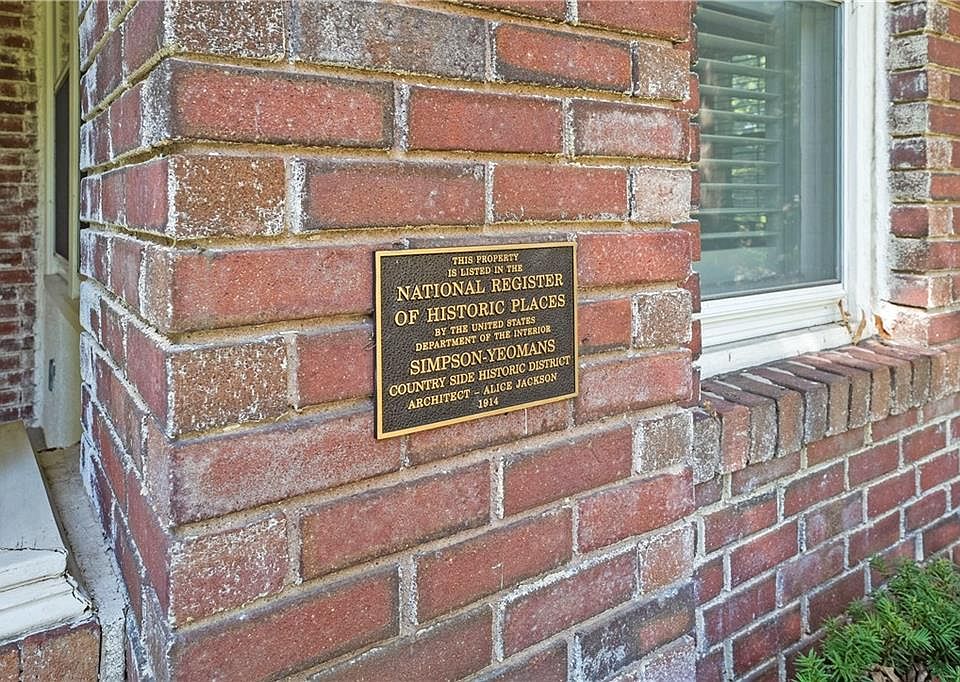 THIS PROPERTY
IS LISTED IN THE
NATIONAL REGISTER
OF HISTORIC PLACES
BY THE UNITED STATES
DEPARTMENT OF THE INTERIOR
SIMPSON-YEOMANS
COUNTRY SIDE HISTORIC DISTRICT
ARCHITECT - ALICE JACKSON
1914